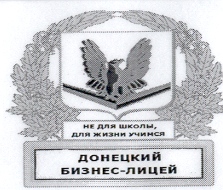 НЕ ДЛЯ ШКОЛЫ,
ДЛЯ ЖИЗНИ УЧИМСЯ
ДОНЕЦКИЙ
БИЗНЕС-ЛИЦЕЙ